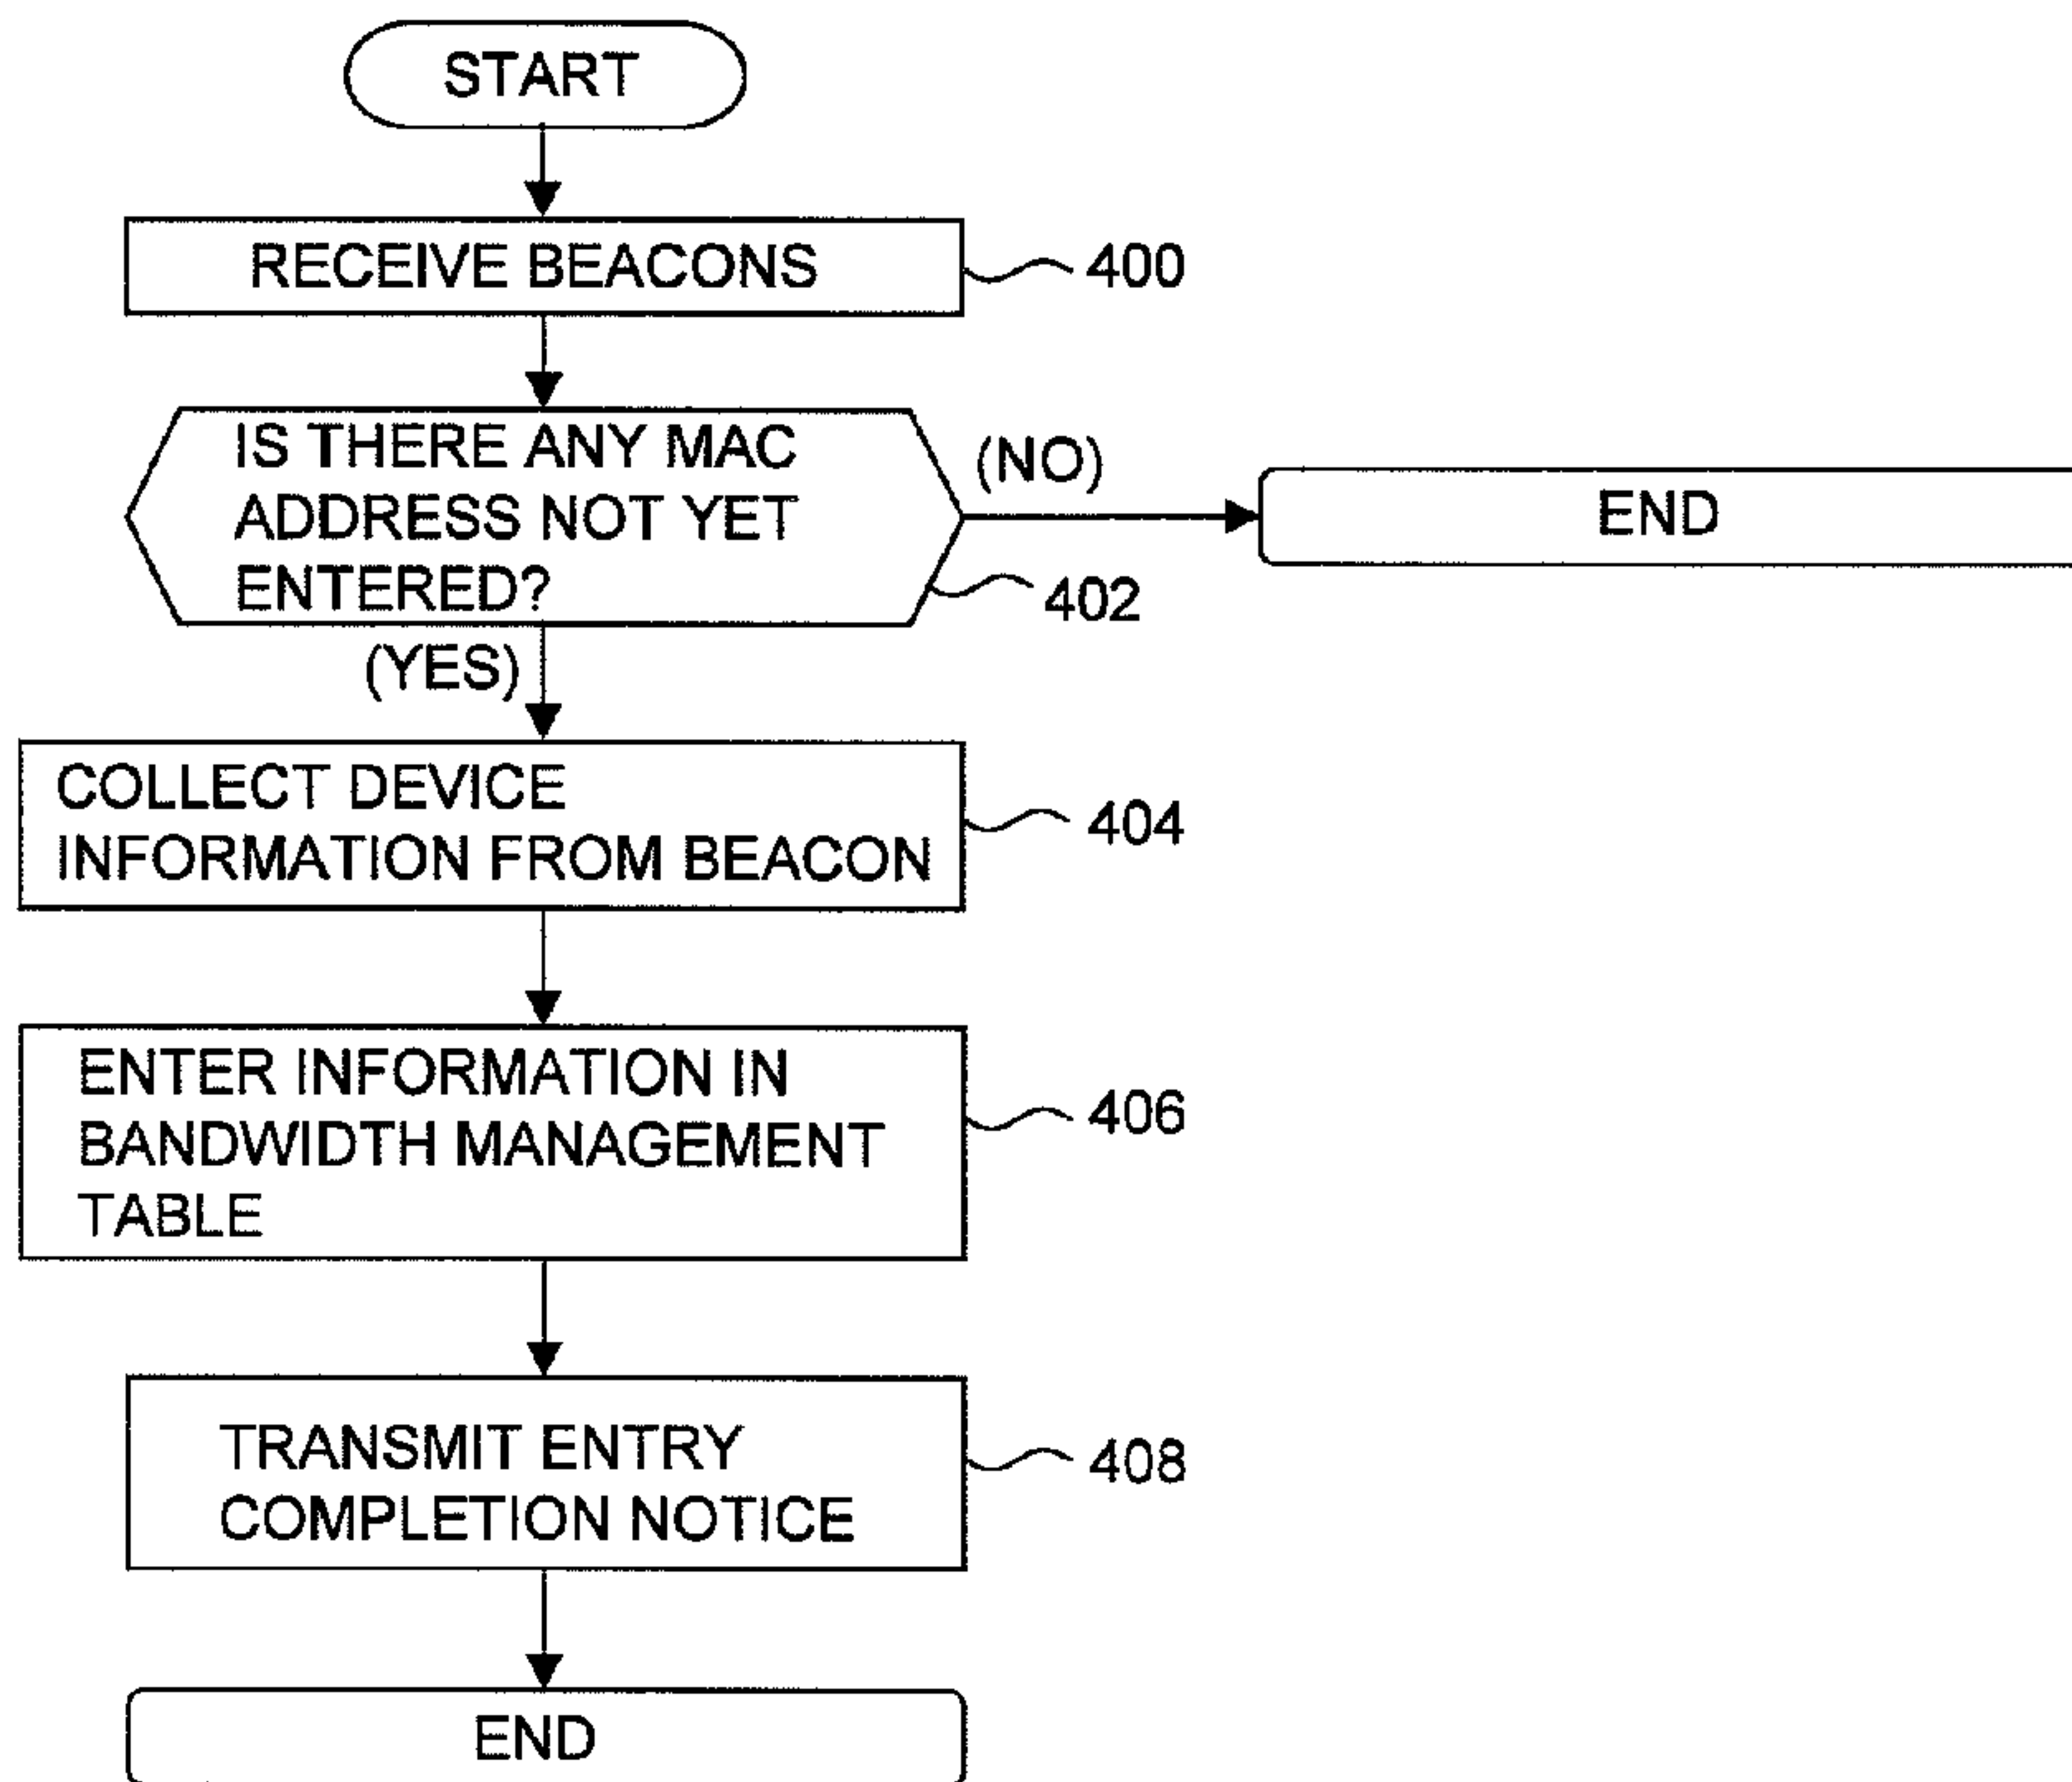 START
RECEIVE BEACONS
400
IS THERE ANY MAC
ADDRESS NOT YET
ENTERED?
402
(NO)
END
(YES)
COLLECT DEVICE
INFORMATION FROM BEACON
404
ENTER INFORMATION IN
BANDWIDTH MANAGEMENT
TABLE
406
TRANSMIT ENTRY
COMPLETION NOTICE
408
END